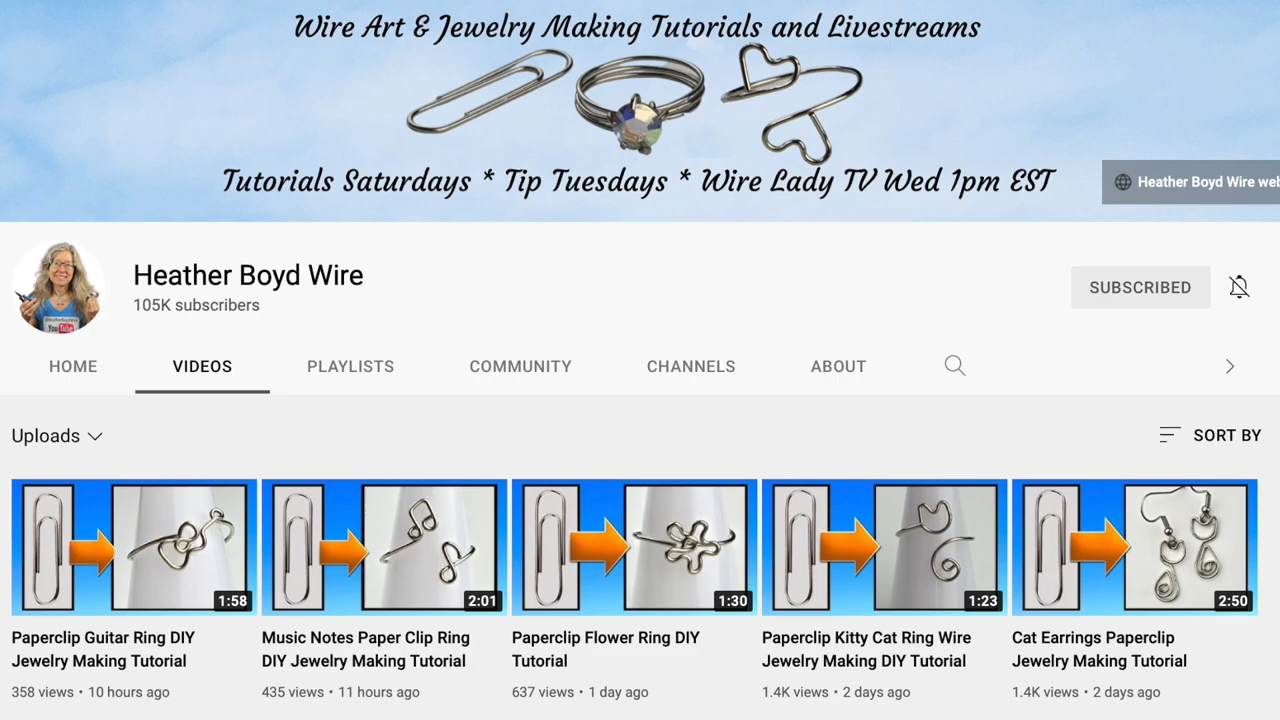 Wire Art & Jewelry Making Tutorials and Livestreams
Tutorials Saturdays * Tip Tuesdays * Wire Lady TV Wed 1pm EST
Heather Boyd Wire web
Heather Boyd Wire
105K subscribers
SUBSCRIBED
HOME VIDEOS PLAYLISTS COMMUNITY CHANNELS ABOUT
Uploads
SORT BY
1:58
2:01
1:30
1:23
2:50
Paperclip Guitar Ring DIY
Jewelry Making Tutorial
358 views • 10 hours ago
Music Notes Paper Clip Ring
DIY Jewelry Making Tutorial
435 views • 11 hours ago
Paperclip Flower Ring DIY
Tutorial
637 views • 1 day ago
Paperclip Kitty Cat Ring Wire
Jewelry Making DIY Tutorial
1.4K views • 2 days ago
Cat Earrings Paperclip
Jewelry Making Tutorial
1.4K views • 2 days ago